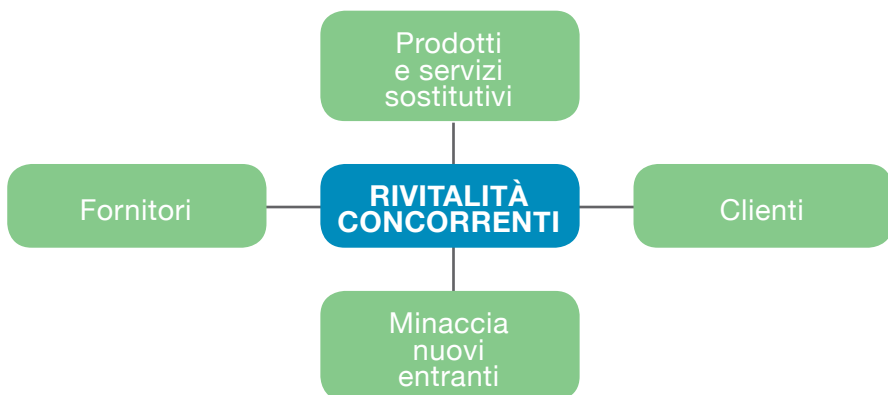 Prodotti
e servizi
sostitutivi
Fornitori
RIVITALITÀ
CONCORRENTI
Clienti
Minaccia
nuovi
entranti